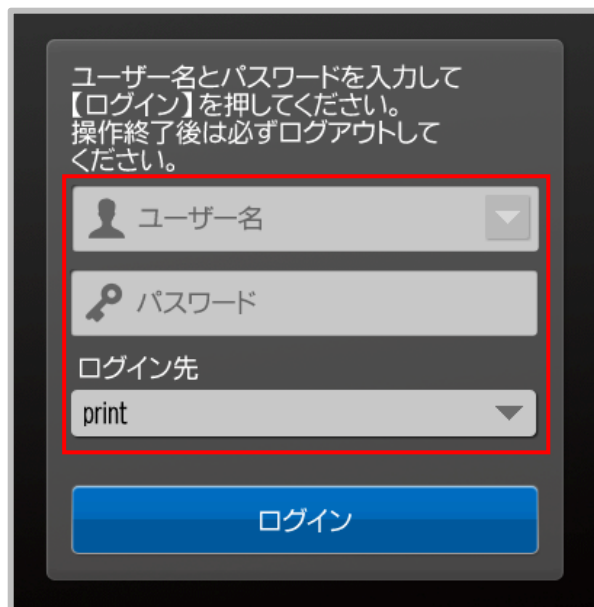 ユーザー名とパスワードを入力して
【ログイン】を押してください。
操作終了後は必ずログアウトして
ください。
ユーザー名
パスワード
ログイン先
print
ログイン